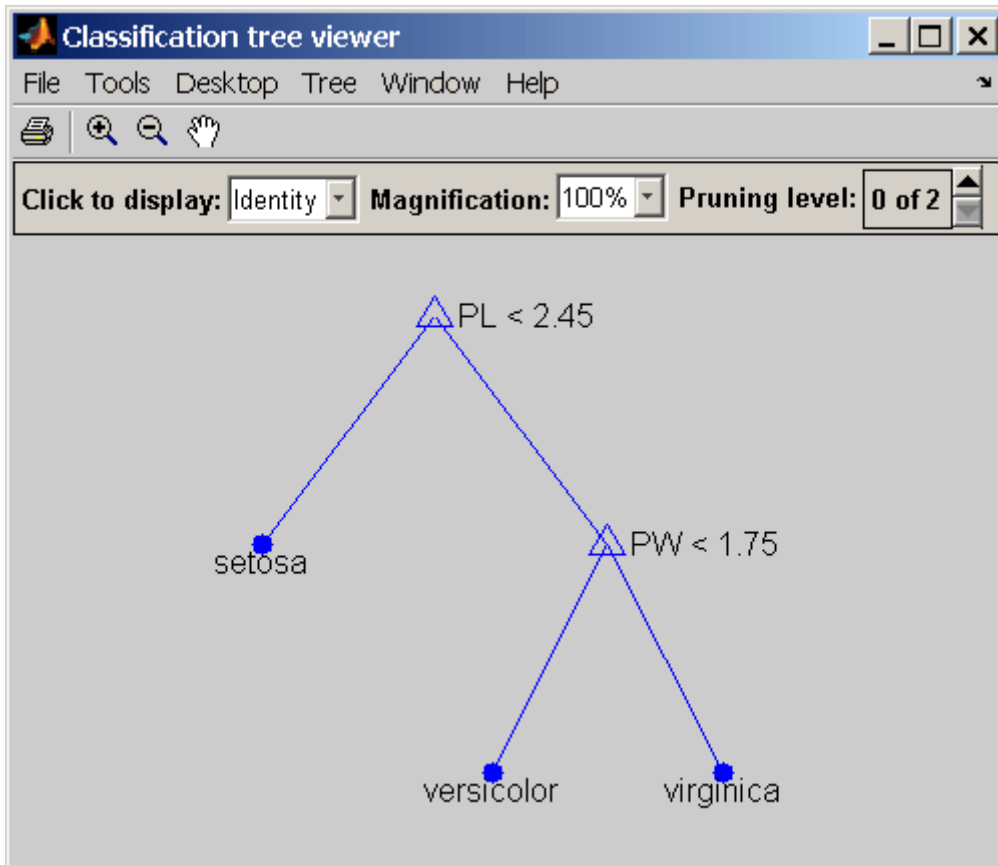 Classification tree viewer
File Tools Desktop Tree Window Help
Click to display: Identity Magnification: 100% Pruning level: 0 of 2
PL < 2.45
setosa
PW < 1.75
versicolor virginica